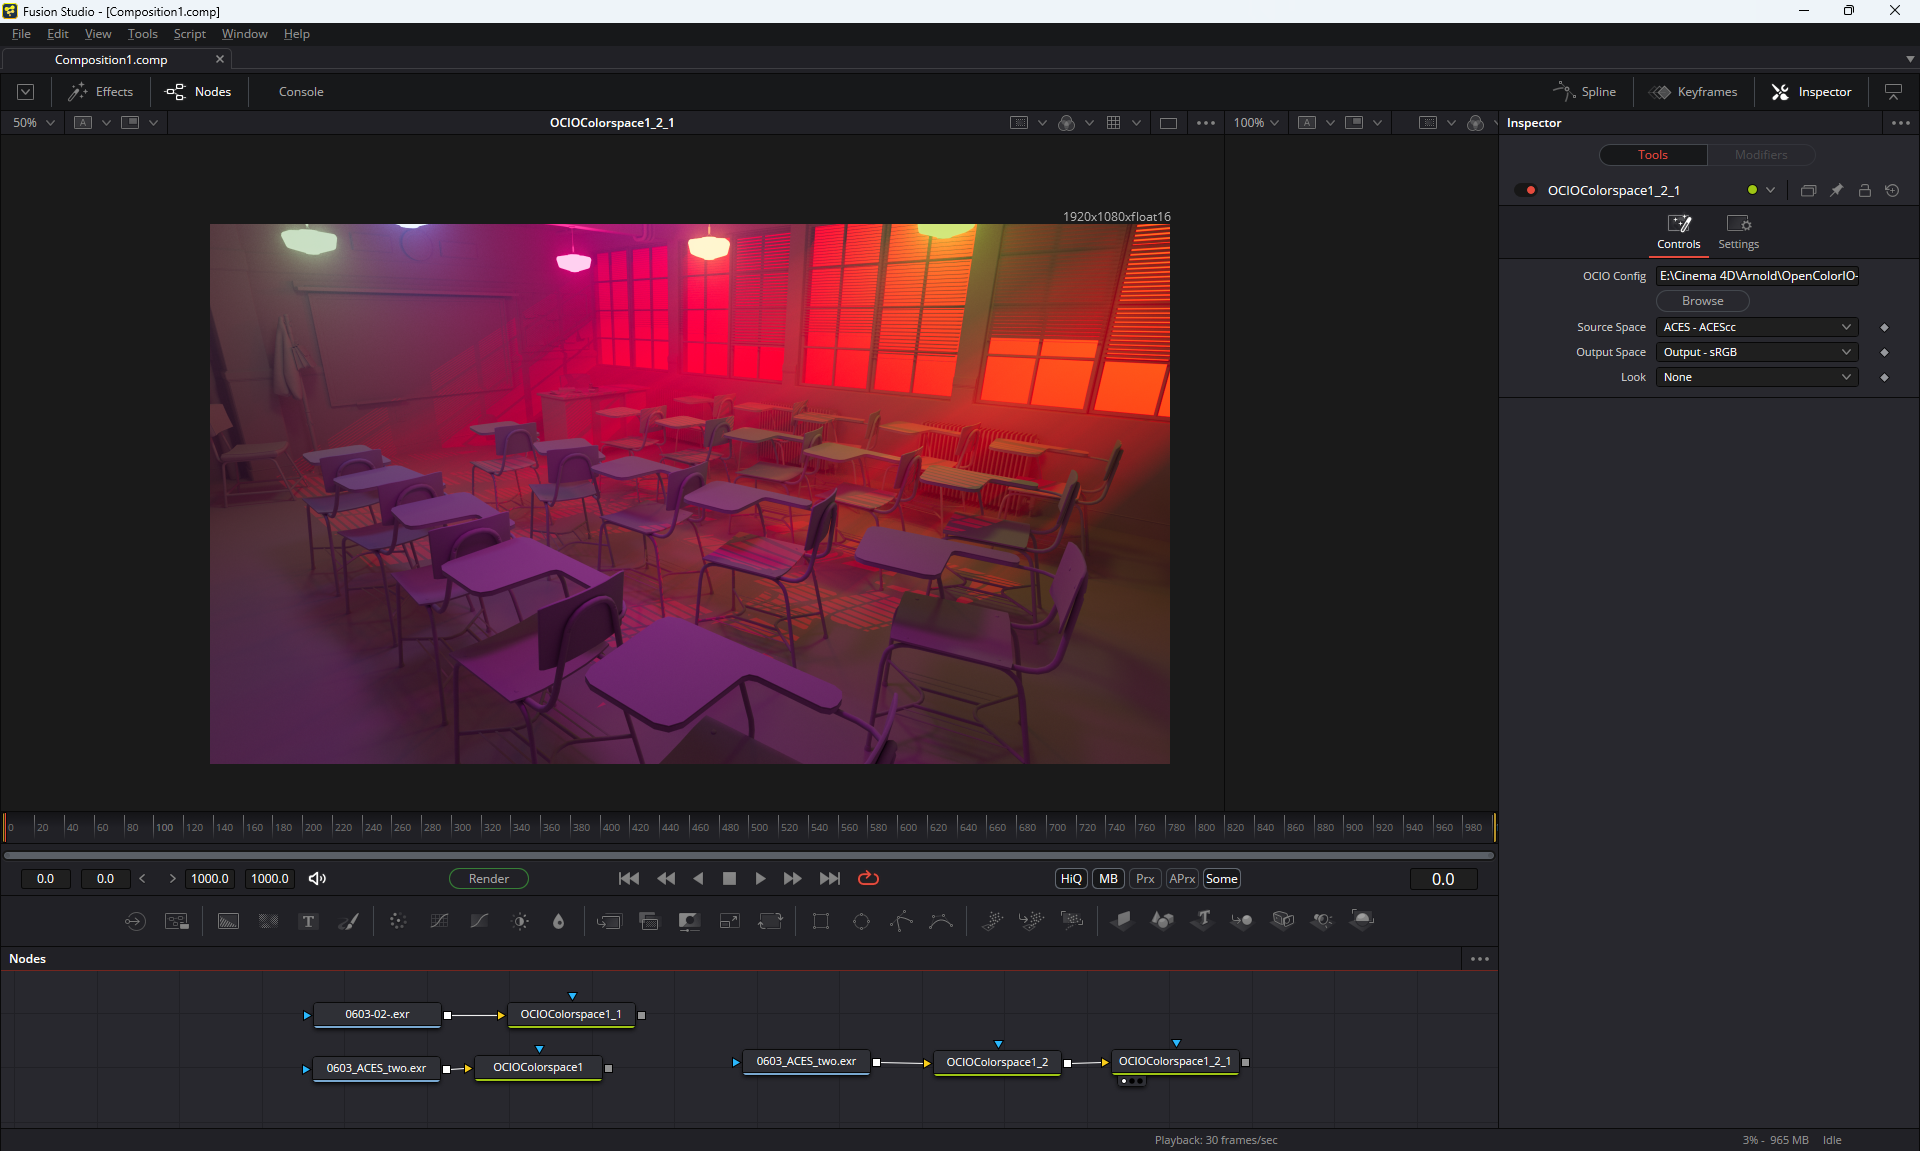 Fusion Studio - [Composition1.comp]
File Edit View Tools Script Window Help
Composition1.comp
Effects Nodes Console Spline Keyframes Inspector
50% A OCIOColorspace1_2_1 100% A Inspector
Tools Modifiers
OCIOColorspace1_2_1
1920x1080xfloat16
Controls Settings
OCIO Config E:\Cinema 4D\Arnold\OpenColorIO-
Browse
Source Space ACES - ACEScc
Output Space Output - sRGB
Look None
0 20 40 60 80 100 120 140 160 180 200 220 240 260 280 300 320 340 360 380 400 420 440 460 480 500 520 540 560 580 600 620 640 660 680 700 720 740 760 780 800 820 840 860 880 900 920 940 960 980
0.0 0.0 < > 1000.0 1000.0 Render HiQ MB Prx APrx Some 0.0
T T
Nodes
0603-02-.exr OCIOColorspace1_1
0603_ACES_two.exr OCIOColorspace1 0603_ACES_two.exr OCIOColorspace1_2 OCIOColorspace1_2_1
Playback: 30 frames/sec 3% - 965 MB Idle